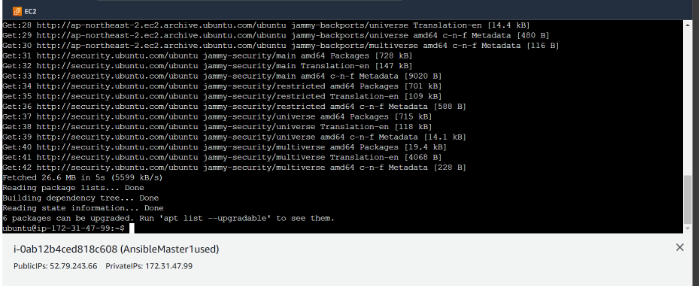 EC2
Get:28 http://ap-northeast-2.ec2.archive.ubuntu.com/ubuntu jammy-backports/universe Translation-en [14.4 kB]
Get:29 http://ap-northeast-2.ec2.archive.ubuntu.com/ubuntu jammy-backports/universe amd64 c-n-f Metadata [480 B]
Get:30 http://ap-northeast-2.ec2.archive.ubuntu.com/ubuntu jammy-backports/multiverse amd64 c-n-f Metadata [116 B]
Get:31 http://security.ubuntu.com/ubuntu jammy-security/main amd64 Packages [728 kB]
Get:32 http://security.ubuntu.com/ubuntu jammy-security/main Translation-en [147 kB]
Get:33 http://security.ubuntu.com/ubuntu jammy-security/main amd64 c-n-f Metadata [9020 B]
Get:34 http://security.ubuntu.com/ubuntu jammy-security/restricted amd64 Packages [701 kB]
Get:35 http://security.ubuntu.com/ubuntu jammy-security/restricted Translation-en [109 kB]
Get:36 http://security.ubuntu.com/ubuntu jammy-security/restricted amd64 c-n-f Metadata [588 B]
Get:37 http://security.ubuntu.com/ubuntu jammy-security/universe amd64 Packages [715 kB]
Get:38 http://security.ubuntu.com/ubuntu jammy-security/universe Translation-en [118 kB]
Get:39 http://security.ubuntu.com/ubuntu jammy-security/universe amd64 c-n-f Metadata [14.1 kB]
Get:40 http://security.ubuntu.com/ubuntu jammy-security/multiverse amd64 Packages [19.4 kB]
Get:41 http://security.ubuntu.com/ubuntu jammy-security/multiverse Translation-en [4068 B]
Get:42 http://security.ubuntu.com/ubuntu jammy-security/multiverse amd64 c-n-f Metadata [228 B]
Fetched 26.6 MB in 5s (5599 kB/s)
Reading package lists... Done
Building dependency tree... Done
Reading state information... Done
6 packages can be upgraded. Run 'apt list --upgradable' to see them.
ubuntu@ip-172-31-47-99:~$
i-0ab12b4ced818c608 (AnsibleMaster1used)
PublicIPs: 52.79.243.66 PrivateIPs: 172.31.47.99